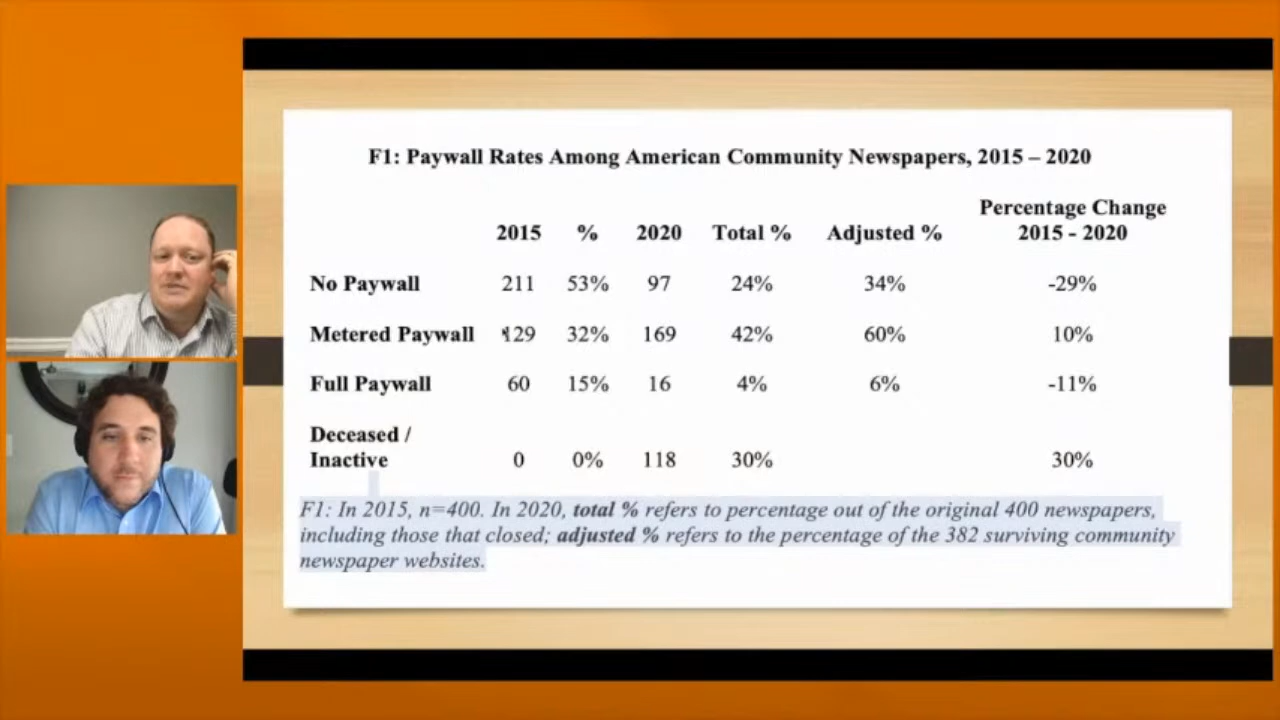 F1: Paywall Rates Among American Community Newspapers, 2015 – 2020
Percentage Change
2015 % 2020 Total % Adjusted % 2015 - 2020
No Paywall 211 53% 97 24% 34% -29%
Metered Paywall 129 32% 169 42% 60% 10%
Full Paywall 60 15% 16 4% 6% -11%
Deceased /
Inactive 0 0% 118 30% 30%
F1: In 2015, n=400. In 2020, total % refers to percentage out of the original 400 newspapers,
including those that closed; adjusted % refers to the percentage of the 382 surviving community
newspaper websites.